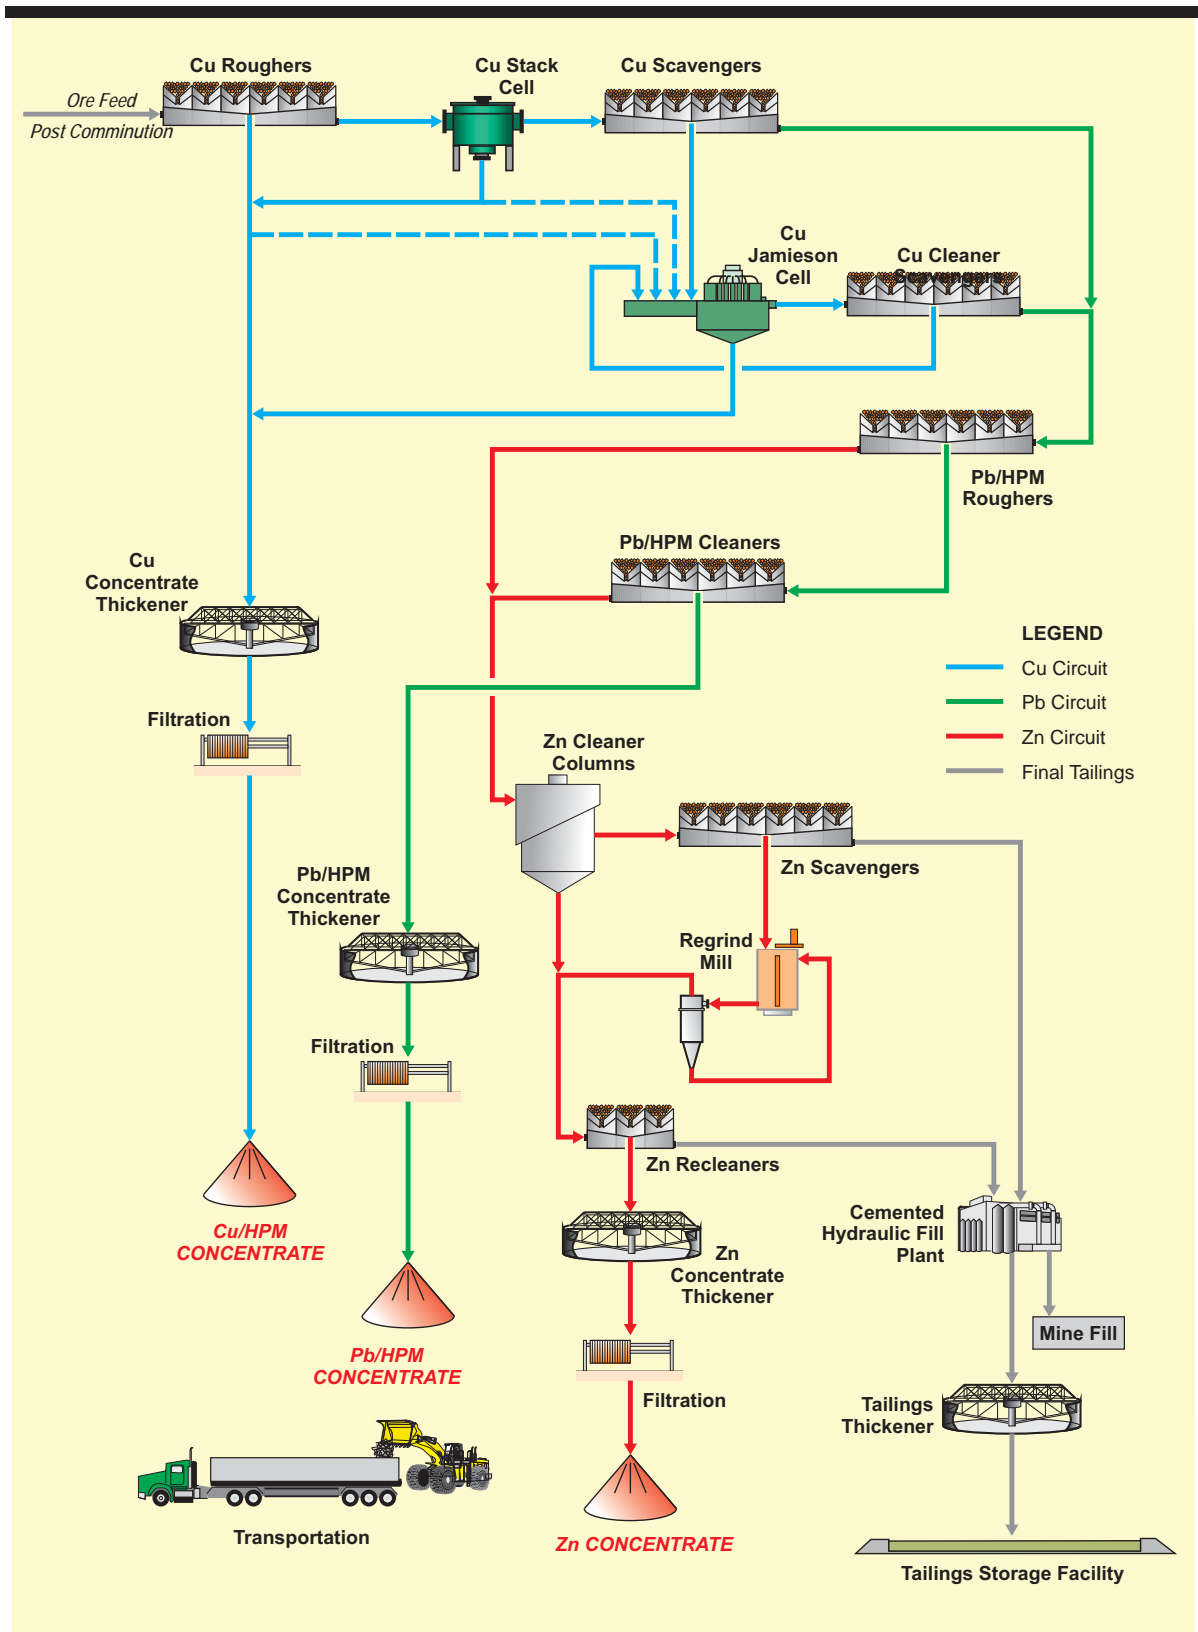 Cu Roughers
Cu Stack
Cell
Cu Scavengers
Ore Feed
Post Comminution
Cu
Jamieson
Cell
Cu Cleaner
Scavengers
Pb/HPM
Roughers
Pb/HPM Cleaners
Cu
Concentrate
Thickener
LEGEND
Cu Circuit
Pb Circuit
Zn Circuit
Final Tailings
Filtration
Zn Cleaner
Columns
Zn Scavengers
Pb/HPM
Concentrate
Thickener
Regrind
Mill
Filtration
Zn Recleaners
Cu/HPM
CONCENTRATE
Cemented
Hydraulic Fill
Plant
Zn
Concentrate
Thickener
Mine Fill
Pb/HPM
CONCENTRATE
Filtration
Tailings
Thickener
Transportation
Zn CONCENTRATE
Tailings Storage Facility